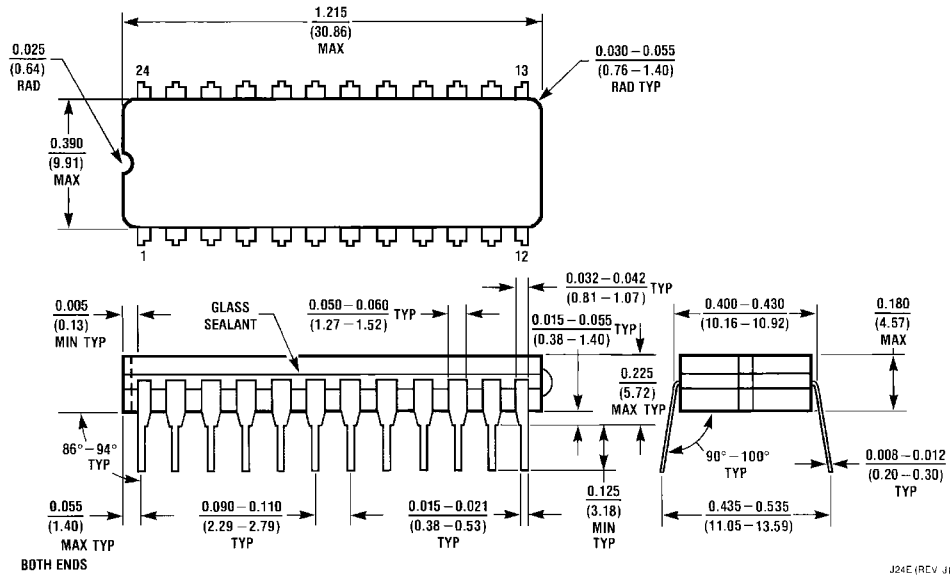 1.215
(30.86)
MAX
0.025
(0.64)
RAD
24
13
0.030–0.055
(0.76–1.40)
RAD TYP
0.390
(9.91)
MAX
1
12
0.005
(0.13)
MIN TYP
GLASS
SEALANT
0.050–0.060
(1.27–1.52)
TYP
0.032–0.042
(0.81–1.07)
TYP
0.015–0.055
(0.38–1.40)
TYP
0.225
(5.72)
MAX TYP
0.400–0.430
(10.16–10.92)
0.180
(4.57)
MAX
86°–94°
TYP
90°–100°
TYP
0.008–0.012
(0.20–0.30)
TYP
0.055
(1.40)
MAX TYP
BOTH ENDS
0.090–0.110
(2.29–2.79)
TYP
0.015–0.021
(0.38–0.53)
TYP
0.125
(3.18)
MIN
TYP
0.435-0.535
(11.05–13.59)
J24E (REV J)